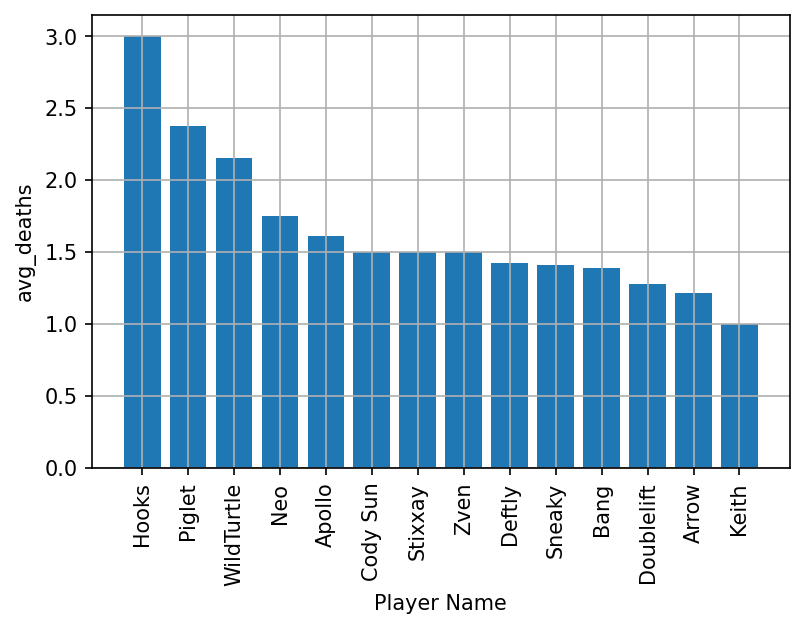 3.0
2.5
2.0
1.5
1.0
0.5
0.0
avg_deaths
Hooks
Piglet
WildTurtle
Neo
Apollo
Cody Sun
Stixxay
Zven
Deftly
Sneaky
Bang
Doublelift
Arrow
Keith
Player Name